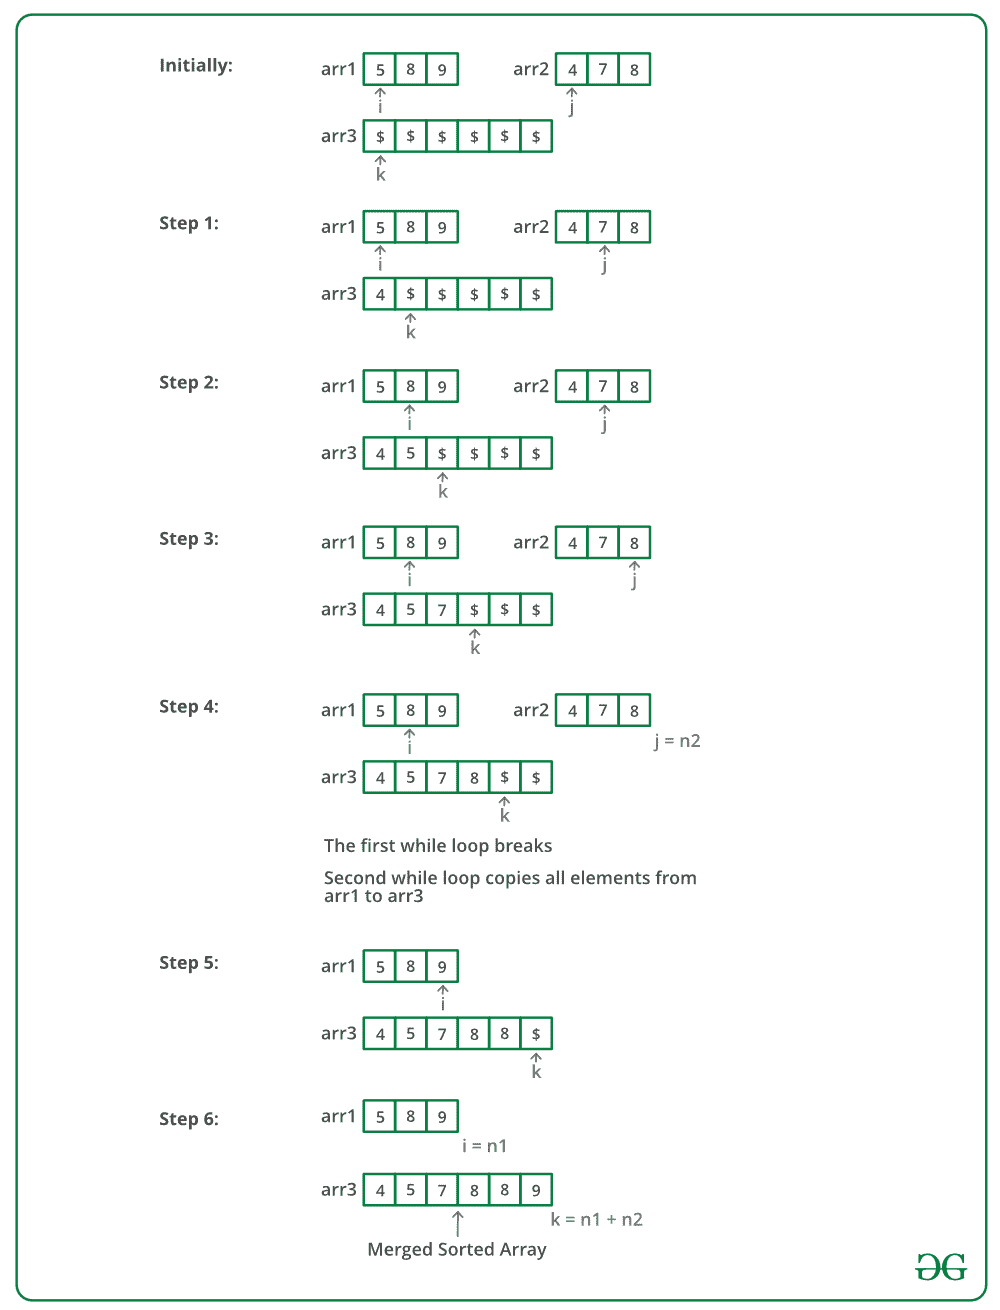 Initially:
arr1 5 8 9 arr2 4 7 8
i j
arr3 $ $ $ $ $ $
k
Step 1:
arr1 5 8 9 arr2 4 7 8
i j
arr3 4 $ $ $ $ $
k
Step 2:
arr1 5 8 9 arr2 4 7 8
i j
arr3 4 5 $ $ $ $
k
Step 3:
arr1 5 8 9 arr2 4 7 8
i j
arr3 4 5 7 $ $ $
k
Step 4:
arr1 5 8 9 arr2 4 7 8
i j = n2
arr3 4 5 7 8 $ $
k
The first while loop breaks
Second while loop copies all elements from
arr1 to arr3
Step 5:
arr1 5 8 9
i
arr3 4 5 7 8 8 $
k
Step 6:
arr1 5 8 9
i = n1
arr3 4 5 7 8 8 9
k = n1 + n2
Merged Sorted Array